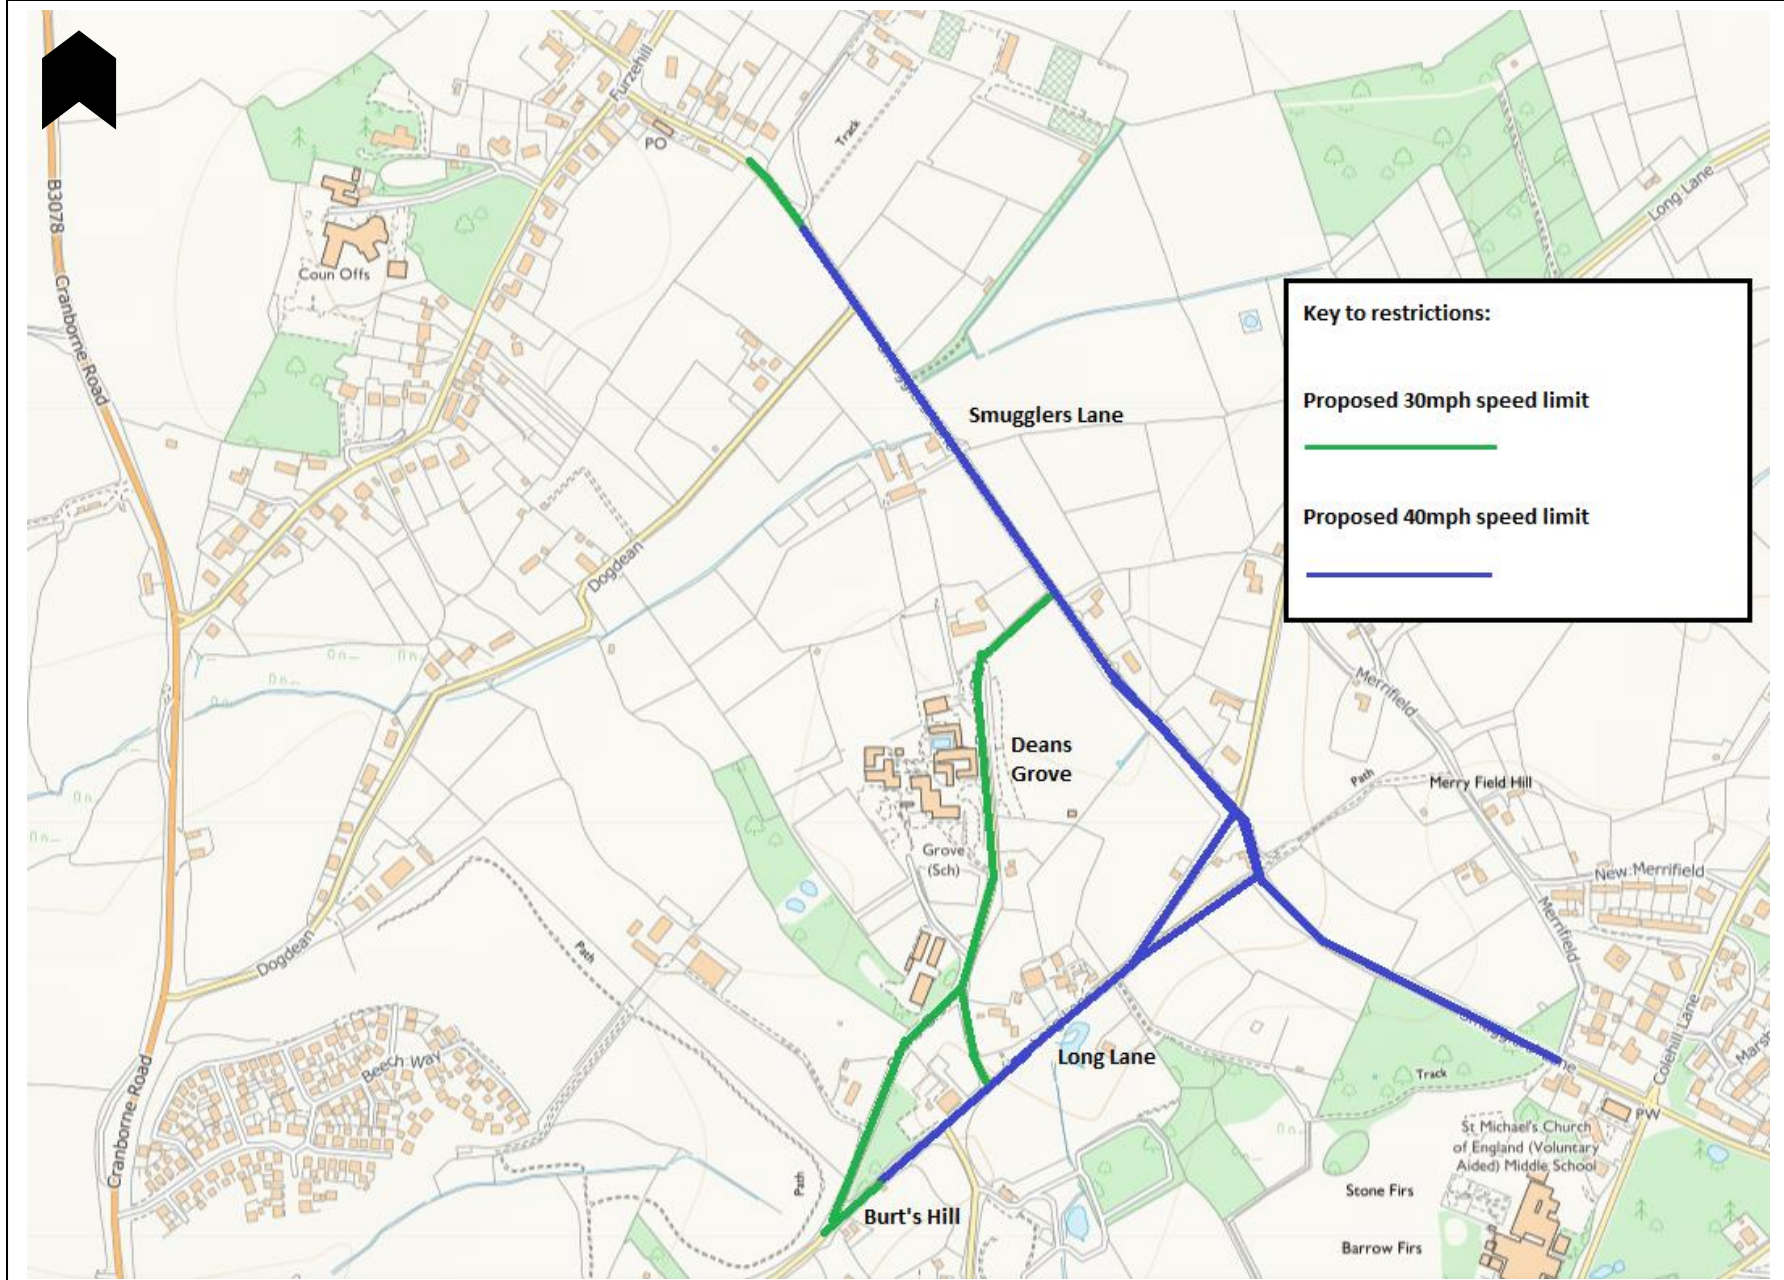 Furzehill
PO
Track
B3078
Long Lane
Coun Offs
Cranborne Road
Key to restrictions:
Proposed 30mph speed limit
Proposed 40mph speed limit
Smugglers Lane
Dogdean
Merrifield
Deans
Grove
Path
Merry Field Hill
Grove
(Sch)
New Merrifield
Merrifield
Path
Dogdean
Colehill Lane
Beech Way
Long Lane
Track
Cranborne Road
PW
St Michael's Church
of England (Voluntary
Aided) Middle School
Path
Stone Firs
Burt's Hill
Barrow Firs